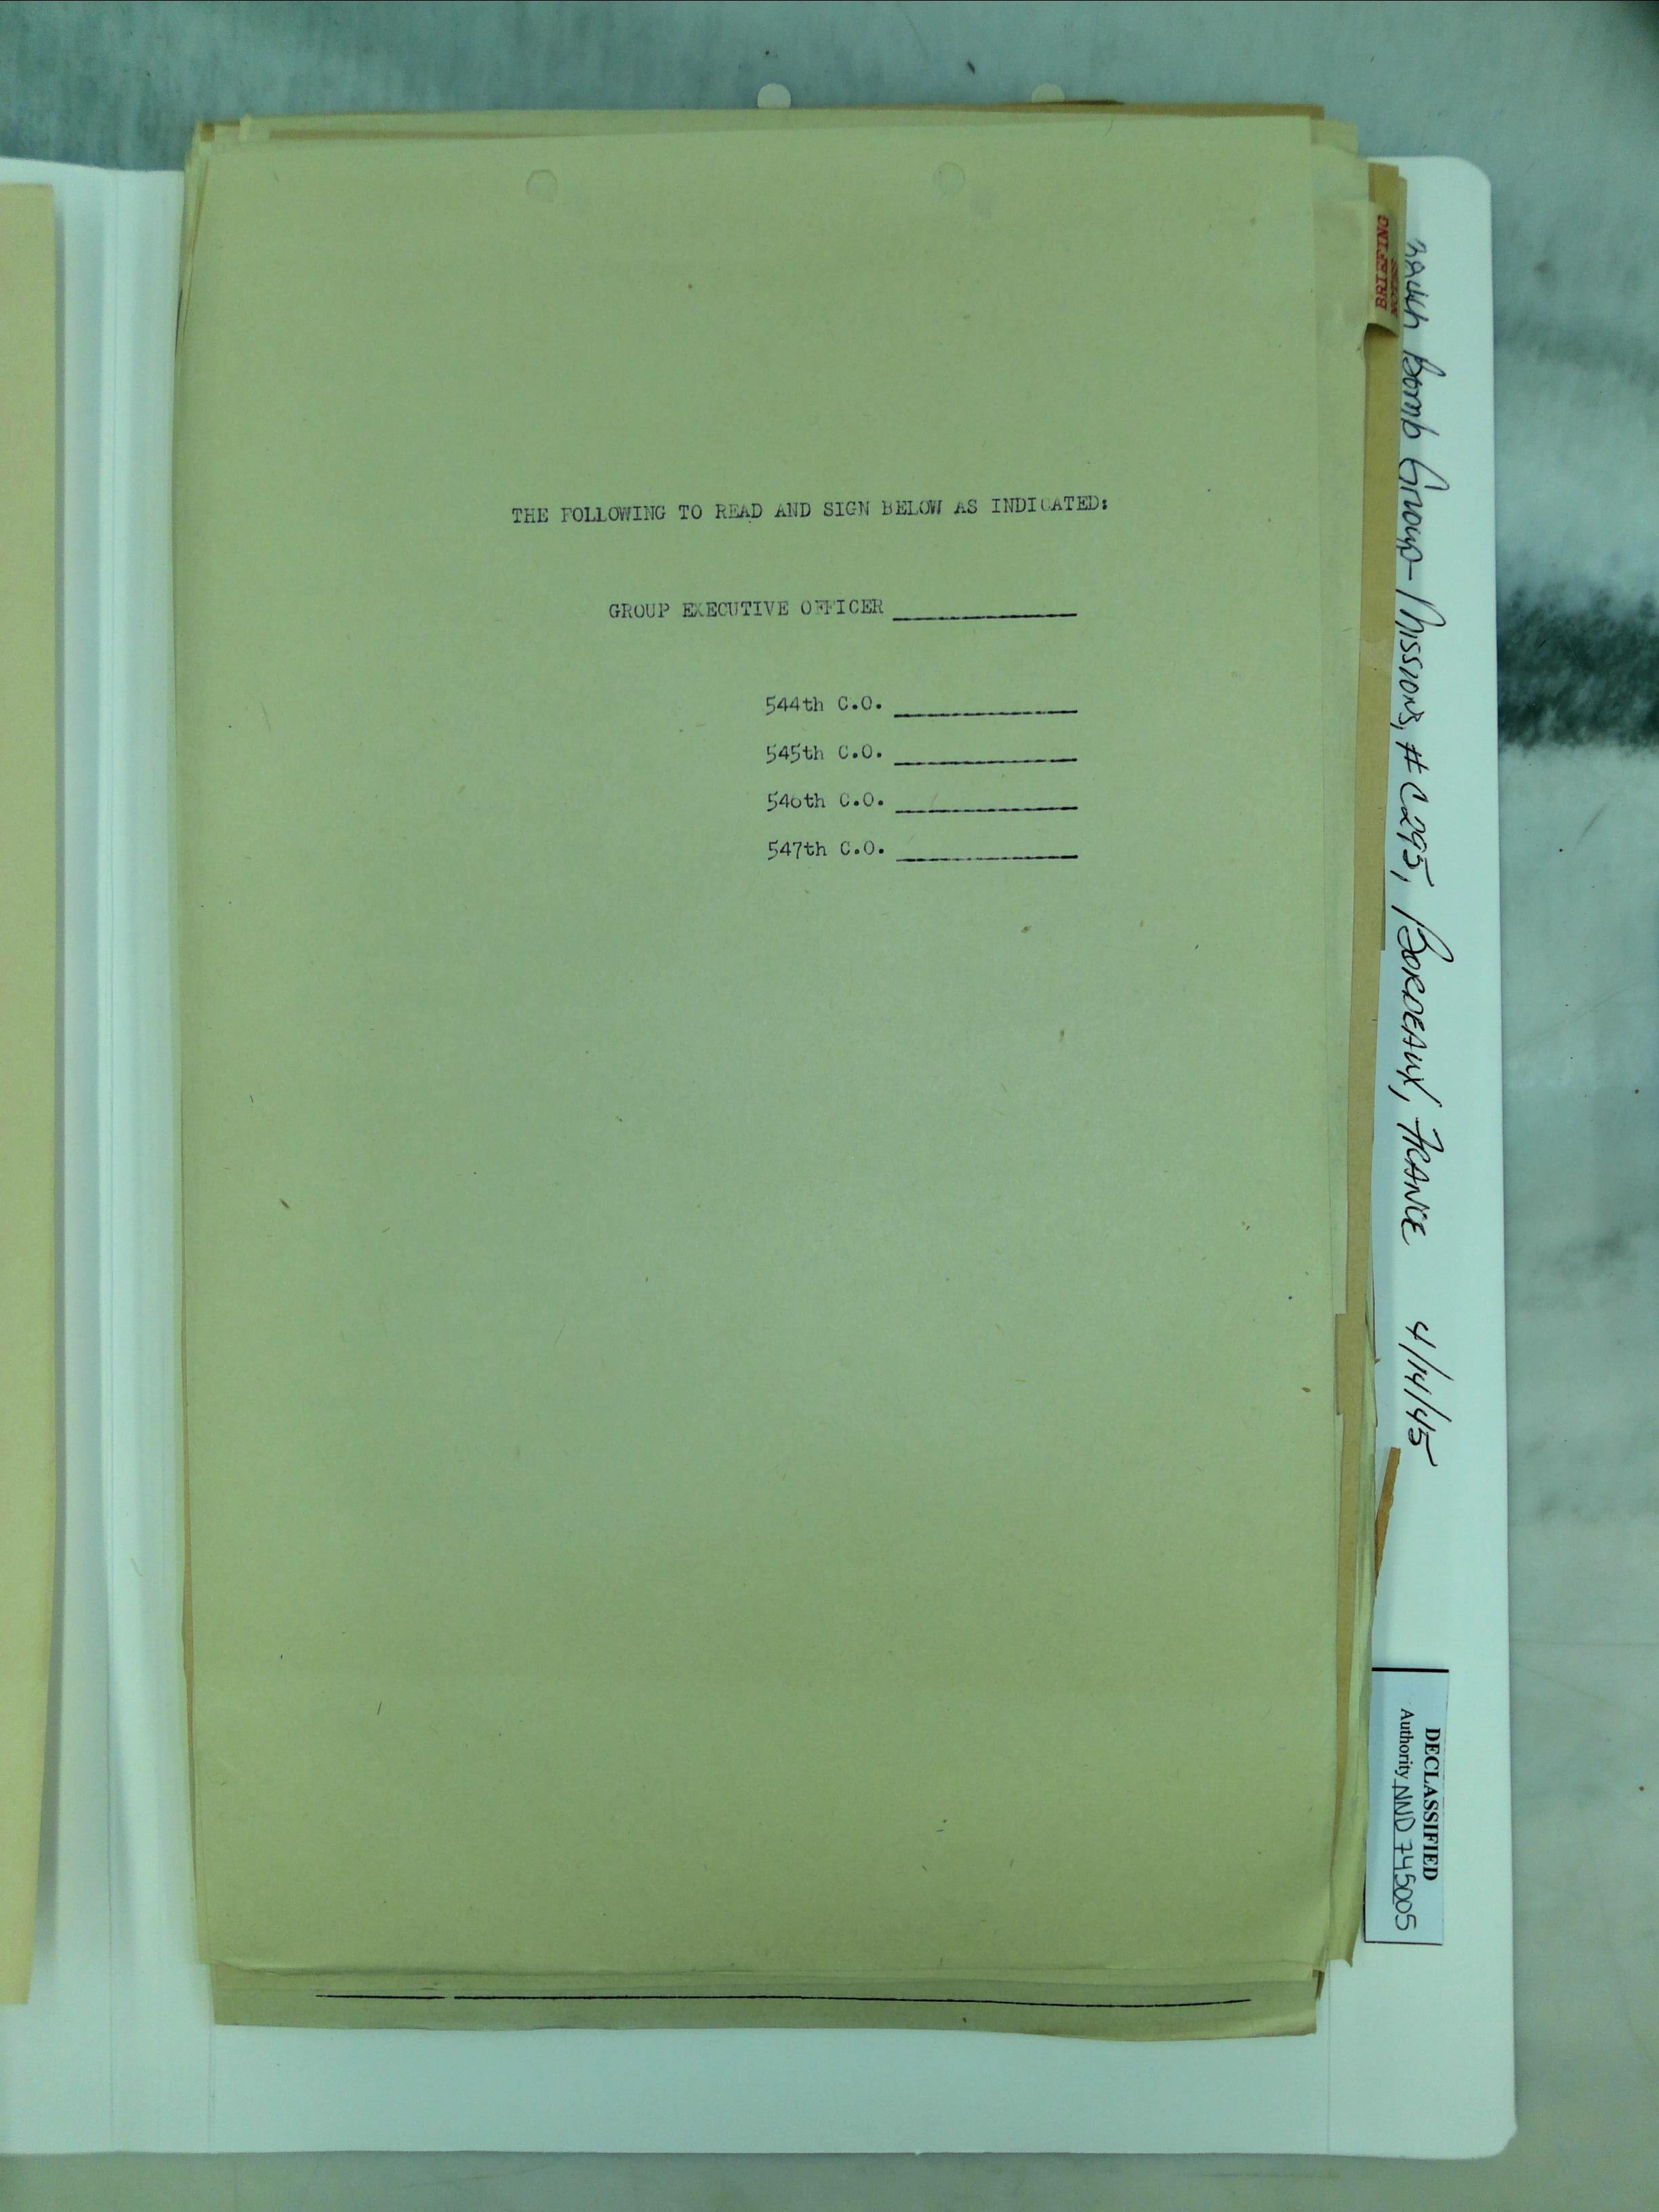 THE FOLLOWING TO READ AND SIGN BELOW AS INDICATED:
GROUP EXECUTIVE OFFICER
544th C.O.
545th C.O.
546th C.O.
547th C.O.
BRIEFING
NOTES
Bomb Group - Missions, # C295, BORDEAUX, FRANCE 4/14/45
DECLASSIFIED
Authority NND 745005